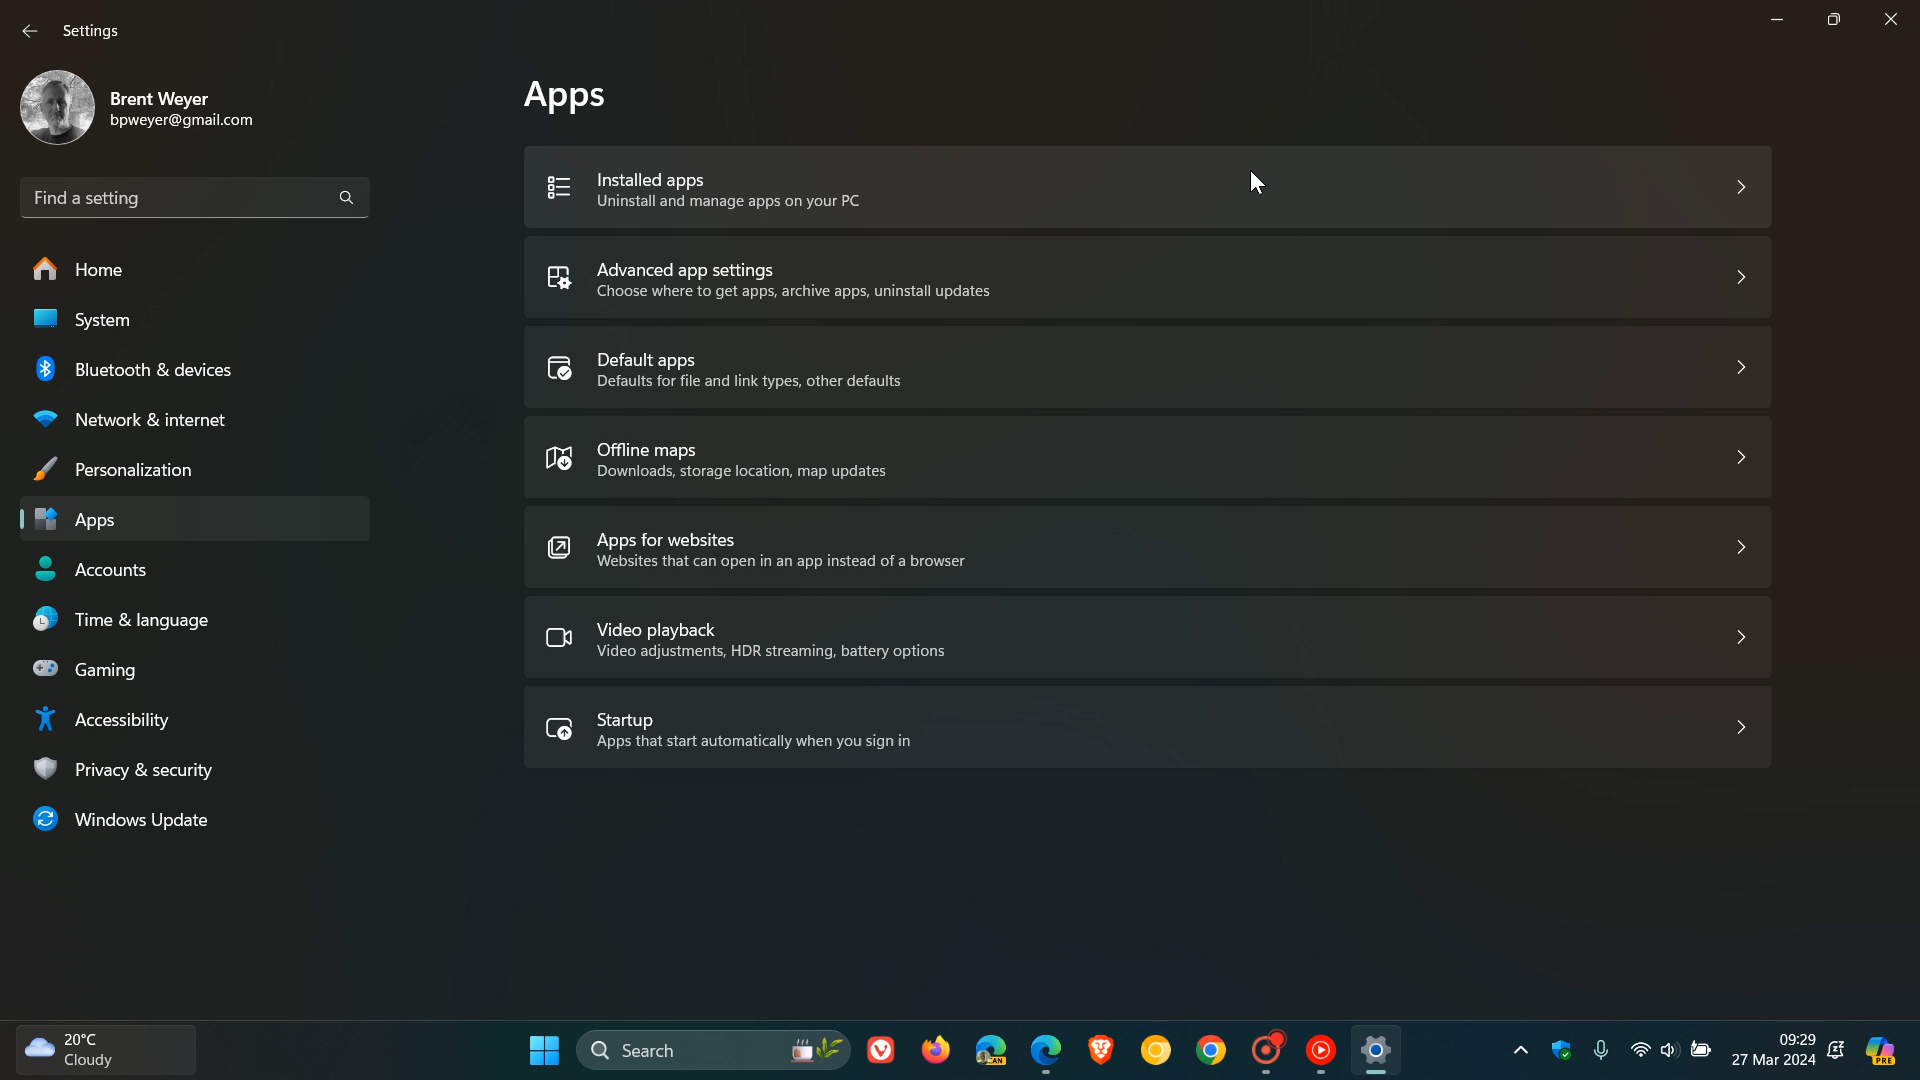 Settings
Brent Weyer
bpweyer@gmail.com
Find a setting
Home
System
Bluetooth & devices
Network & internet
Personalization
Apps
Accounts
Time & language
Gaming
Accessibility
Privacy & security
Windows Update
Apps
Installed apps
Uninstall and manage apps on your PC
Advanced app settings
Choose where to get apps, archive apps, uninstall updates
Default apps
Defaults for file and link types, other defaults
Offline maps
Downloads, storage location, map updates
Apps for websites
Websites that can open in an app instead of a browser
Video playback
Video adjustments, HDR streaming, battery options
Startup
Apps that start automatically when you sign in
20°C
Cloudy
Search
CAN
09:29
27 Mar 2024
PRE